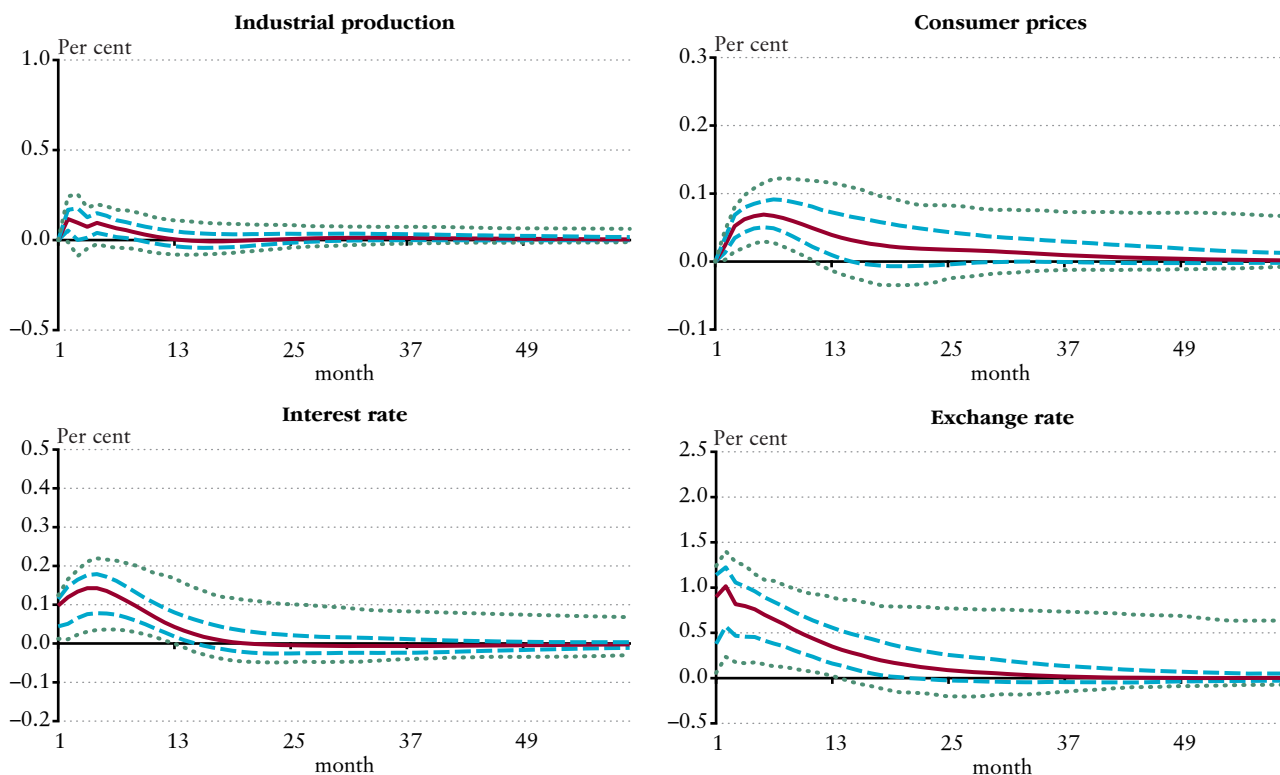 Industrial production
Per cent
1.0
0.5
0.0
–0.5
1 13 25 37 49
month
Consumer prices
Per cent
0.3
0.2
0.1
0.0
–0.1
1 13 25 37 49
month
Interest rate
Per cent
0.5
0.4
0.3
0.2
0.1
0.0
–0.1
–0.2
1 13 25 37 49
month
Exchange rate
Per cent
2.5
2.0
1.5
1.0
0.5
0.0
–0.5
1 13 25 37 49
month